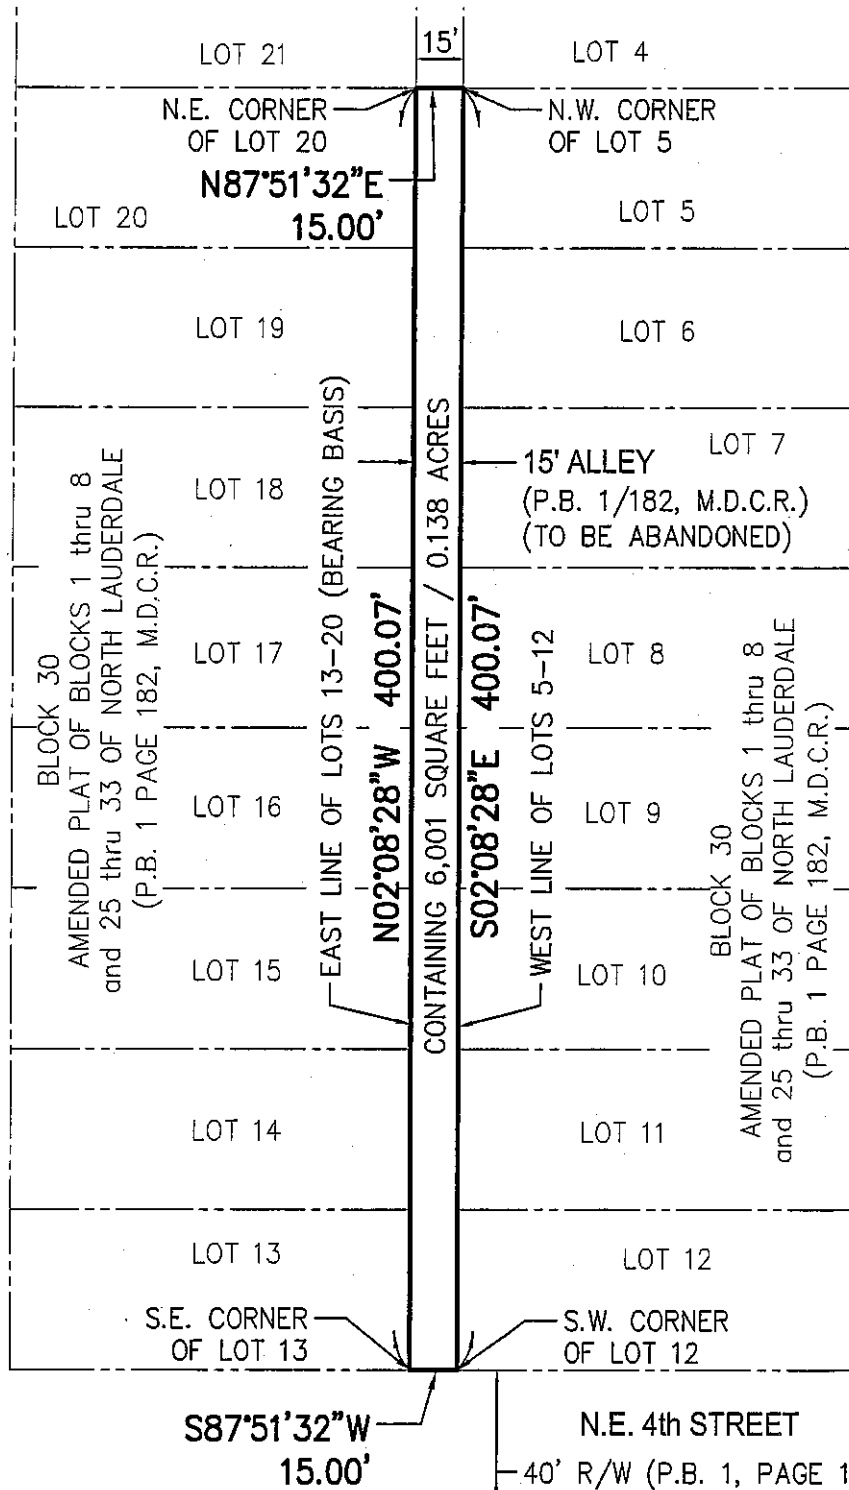 LOT 21
15'
LOT 4
N.E. CORNER
OF LOT 20
N.W. CORNER
OF LOT 5
N87°51'32"E
15.00'
LOT 20
LOT 5
LOT 19
LOT 6
LOT 7
LOT 18
15' ALLEY
(P.B. 1/182, M.D.C.R.)
(TO BE ABANDONED)
BLOCK 30
AMENDED PLAT OF BLOCKS 1 thru 8
and 25 thru 33 OF NORTH LAUDERDALE
(P.B. 1 PAGE 182, M.D.C.R.)
EAST LINE OF LOTS 13-20 (BEARING BASIS)
N02°08'28"W 400.07'
CONTAINING 6,001 SQUARE FEET / 0.138 ACRES
S02°08'28"E 400.07'
WEST LINE OF LOTS 5-12
BLOCK 30
AMENDED PLAT OF BLOCKS 1 thru 8
and 25 thru 33 OF NORTH LAUDERDALE
(P.B. 1 PAGE 182, M.D.C.R.)
LOT 17
LOT 8
LOT 16
LOT 9
LOT 15
LOT 10
LOT 14
LOT 11
LOT 13
LOT 12
S.E. CORNER
OF LOT 13
S.W. CORNER
OF LOT 12
S87°51'32"W
15.00'
N.E. 4th STREET
40' R/W (P.B. 1, PAGE 1